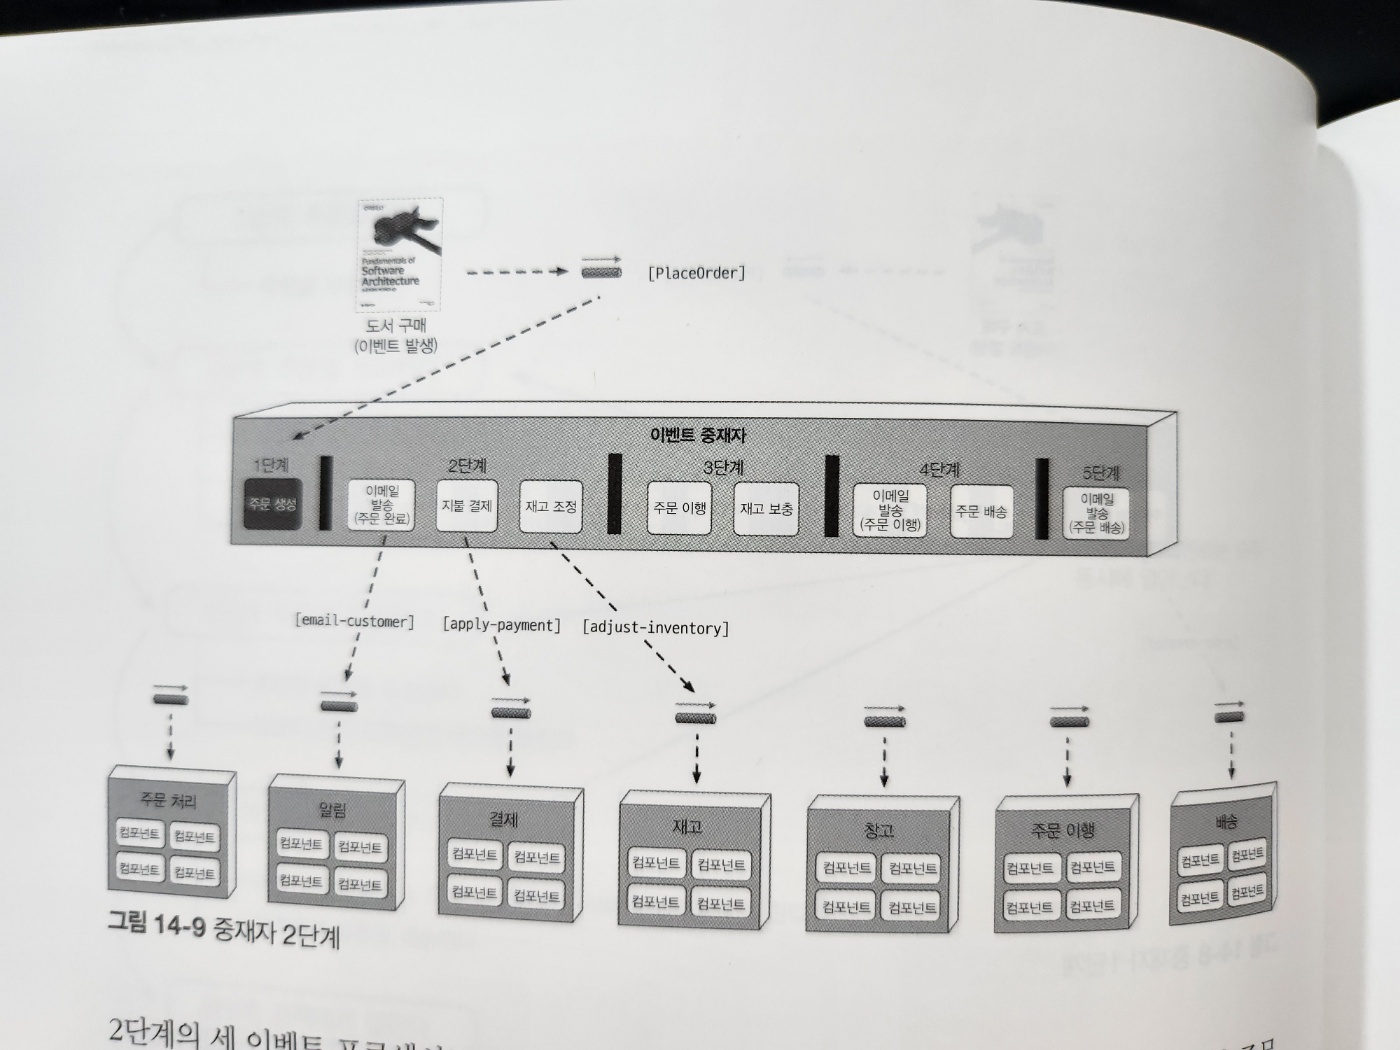 Fundamentals of
Software
Architecture
[PlaceOrder]
도서 구매
(이벤트 발생)
이벤트 중재자
1단계
2단계
3단계
4단계
5단계
주문 생성
이메일
발송
(주문 완료)
지불 결제
재고 조정
주문 이행
재고 보충
이메일
발송
(주문 이행)
주문 배송
이메일
발송
(주문 배송)
[email-customer]
[apply-payment]
[adjust-inventory]
주문 처리
컴포넌트 컴포넌트
컴포넌트 컴포넌트
알림
컴포넌트 컴포넌트
컴포넌트 컴포넌트
결제
컴포넌트 컴포넌트
컴포넌트 컴포넌트
재고
컴포넌트 컴포넌트
컴포넌트 컴포넌트
창고
컴포넌트 컴포넌트
컴포넌트 컴포넌트
주문 이행
컴포넌트 컴포넌트
컴포넌트 컴포넌트
배송
컴포넌트 컴포넌트
컴포넌트 컴포넌트
그림 14-9 중재자 2단계
2단계의 세 이벤트